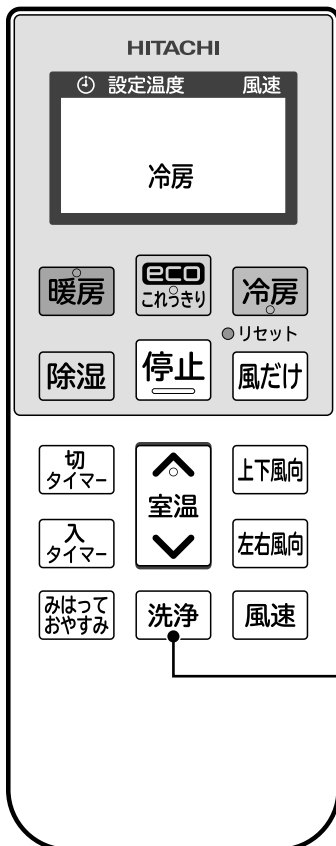 HITACHI
設定温度 風速
冷房
暖房
eco
これっきり
冷房
リセット
除湿
停止
風だけ
切
タイマー
室温
上下風向
入
タイマー
左右風向
みはって
おやすみ
洗浄
風速